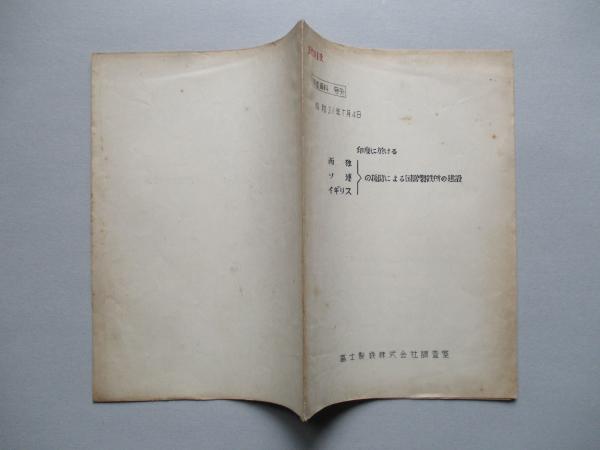 昭和31年7月4日
印度に於ける
西独
ソ連
イギリス
の援助による国営製鉄所の建設
富士製鉄株式会社調査室